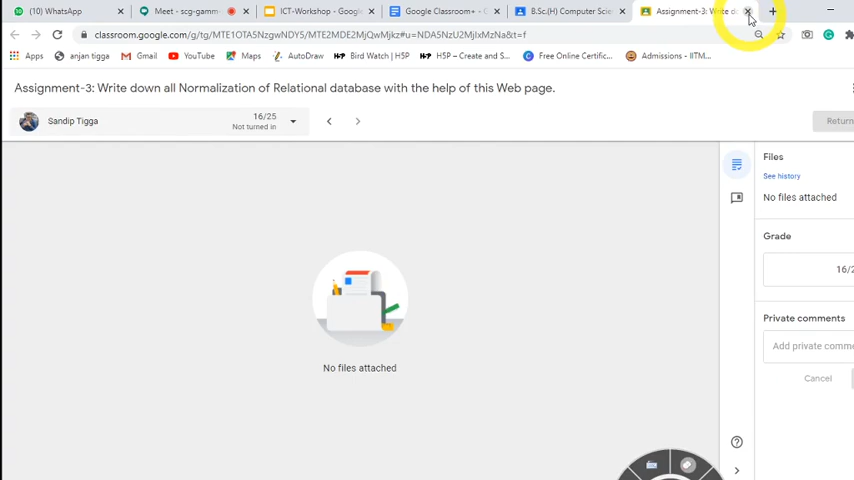 (10) WhatsApp
Meet - scg-gamm-
ICT-Workshop - Google
Google Classroom+ - G
B.Sc.(H) Computer Scie
Assignment-3: Write d
classroom.google.com/g/tg/MTE1OTA5NzgwNDY5/MTE2MDE2MjQwMjkz#u=NDA5NzU2MjIxMzMzNA&t=f
Apps
anjan tigga
Gmail
YouTube
Maps
AutoDraw
H-P
Bird Watch | H5P
H5P
H5P – Create and S...
Free Online Certific...
Admissions - IITM...
Assignment-3: Write down all Normalization of Relational database with the help of this Web page.
Sandip Tigga
16/25
Not turned in
Return
Files
See history
No files attached
Grade
16/2
No files attached
Private comments
Add private comme
Cancel